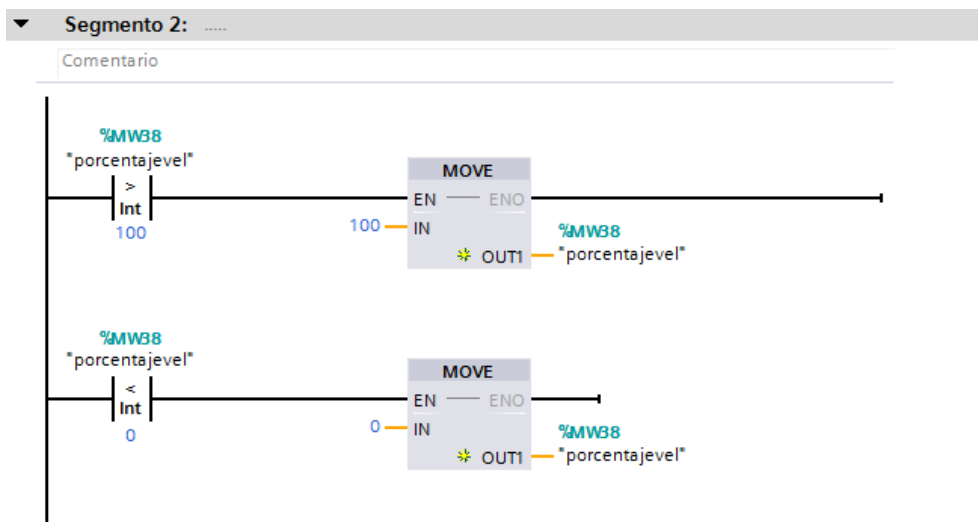 Segmento 2: .....
Comentario
%MW38
"porcentajevel"
>
Int
100
MOVE
EN ENO
100 IN
OUT1
%MW38
"porcentajevel"
%MW38
"porcentajevel"
<
Int
0
MOVE
EN ENO
0 IN
OUT1
%MW38
"porcentajevel"